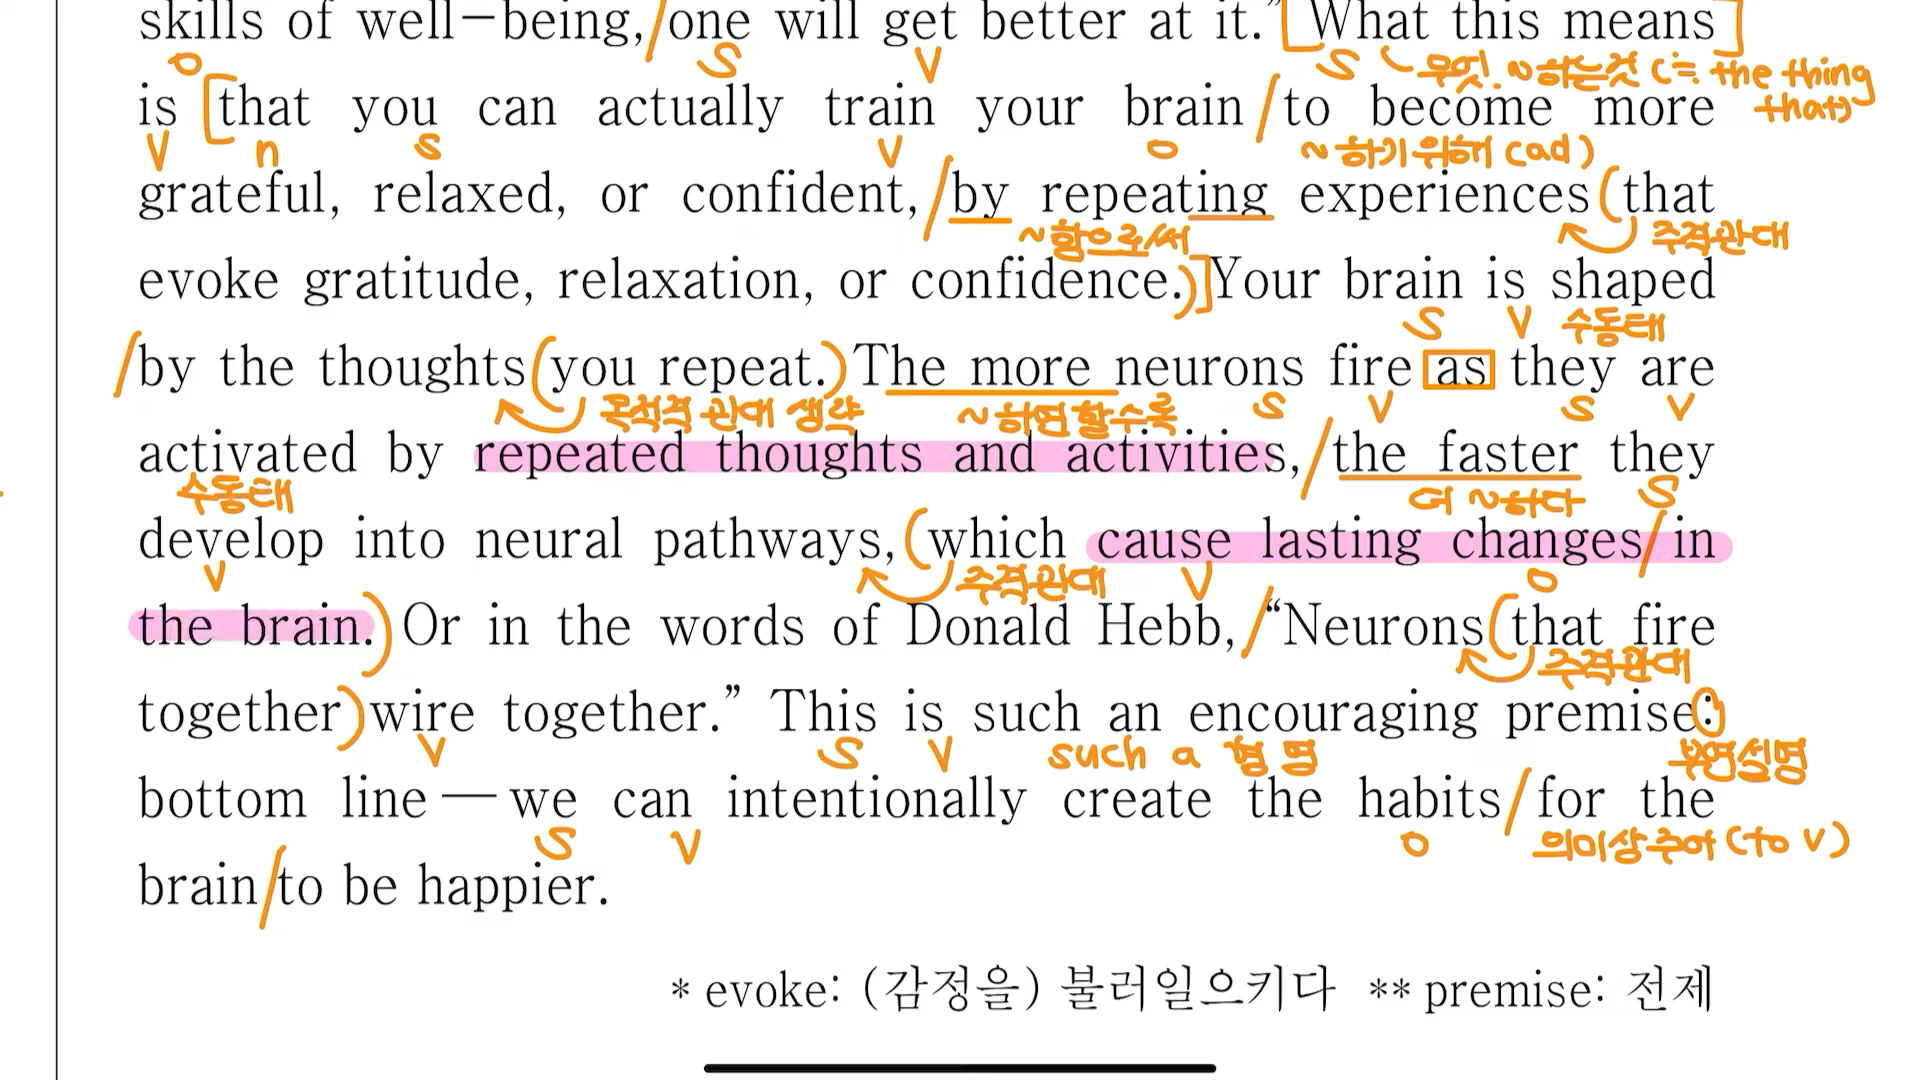 skills of well-being, / one will get better at it.” [What this means]
O S V S 무엇. ~하는것 (≒ the thing that)
is [that you can actually train your brain / to become more
V n S V O ~하기위해 (ad)
grateful, relaxed, or confident, / by repeating experiences (that
~함으로써 주격관대
evoke gratitude, relaxation, or confidence.)] Your brain is shaped
S V 수동태
/ by the thoughts (you repeat.) The more neurons fire as they are
목적격 관대 생략 ~하면 할수록 S V S V
activated by repeated thoughts and activities, / the faster they
수동태 더 ~하다 S
develop into neural pathways, (which cause lasting changes / in
V 주격관대 V O
the brain.) Or in the words of Donald Hebb, / “Neurons (that fire
주격관대
together) wire together.” This is such an encouraging premise:
V S V such a 형 명 부연설명
bottom line — we can intentionally create the habits / for the
S V O 의미상주어 (to V)
brain / to be happier.
* evoke: (감정을) 불러일으키다 ** premise: 전제